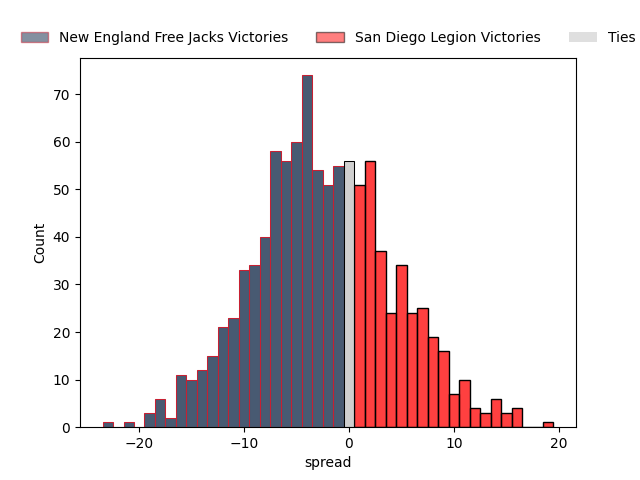 New England Free Jacks Victories San Diego Legion Victories Ties
70
60
50
40
30
20
10
0
Count
−20 −10 0 10 20
spread